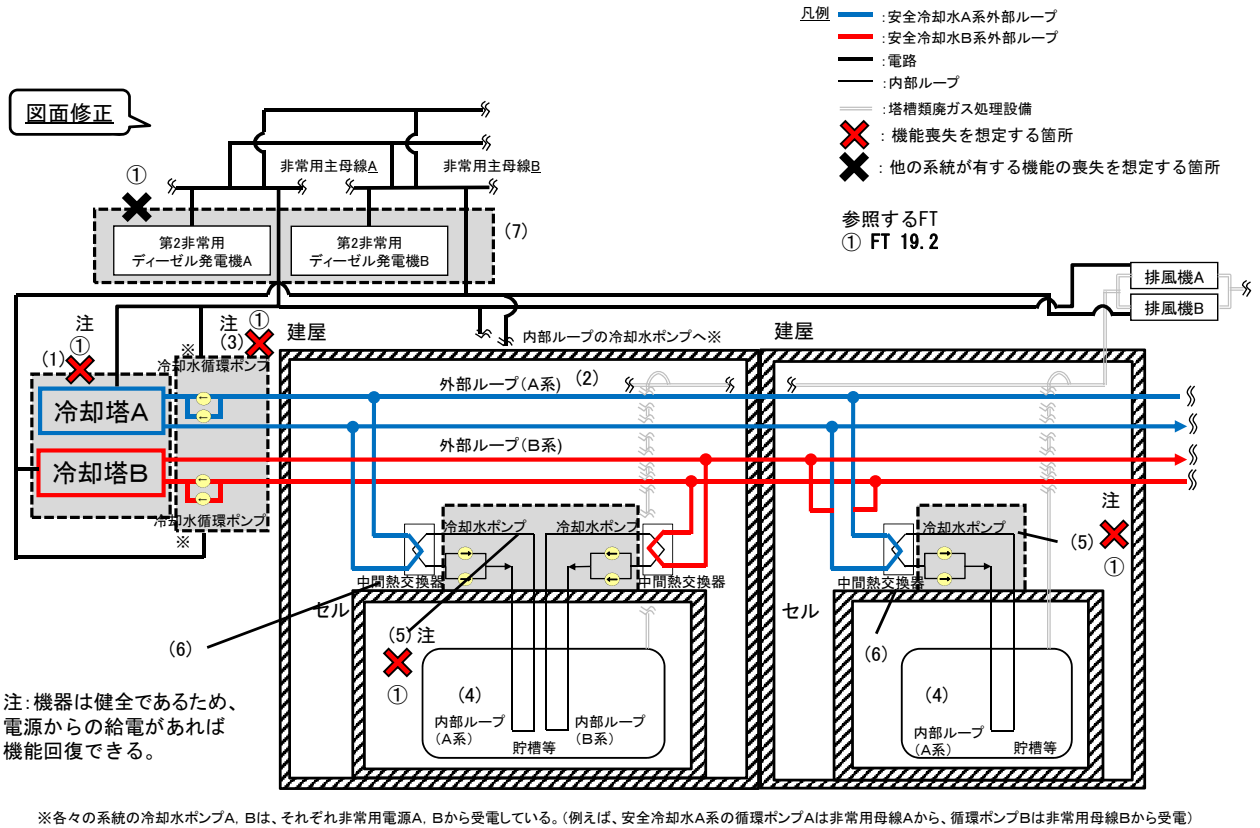 凡例
:安全冷却水A系外部ループ
:安全冷却水B系外部ループ
:電路
:内部ループ
:塔槽類廃ガス処理設備
:機能喪失を想定する箇所
:他の系統が有する機能の喪失を想定する箇所
参照するFT
① FT 19.2
図面修正
非常用主母線A
非常用主母線B
①
第2非常用
ディーゼル発電機A
第2非常用
ディーゼル発電機B
(7)
排風機A
排風機B
注
①
(1)
注
①
(3)
※
冷却水循環ポンプ
建屋
内部ループの冷却水ポンプへ※
建屋
外部ループ(A系)
(2)
冷却塔A
外部ループ(B系)
冷却塔B
冷却水循環ポンプ
※
冷却水ポンプ
冷却水ポンプ
中間熱交換器
中間熱交換器
セル
(6)
(5)注
①
(4)
内部ループ
(A系)
内部ループ
(B系)
貯槽等
冷却水ポンプ
注
(5)
①
中間熱交換器
セル
(6)
(4)
内部ループ
(A系)
貯槽等
注:機器は健全であるため、
電源からの給電があれば
機能回復できる。
※各々の系統の冷却水ポンプA, Bは、それぞれ非常用電源A, Bから受電している。(例えば、安全冷却水A系の循環ポンプAは非常用母線Aから、循環ポンプBは非常用母線Bから受電)